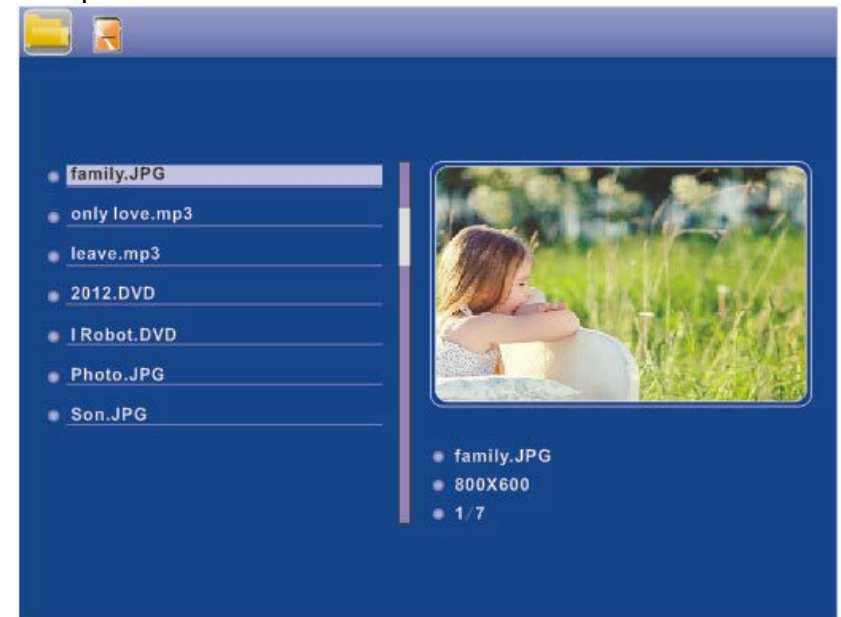 family.JPG
only love.mp3
leave.mp3
2012.DVD
I Robot.DVD
Photo.JPG
Son.JPG
family.JPG
800X600
1/7